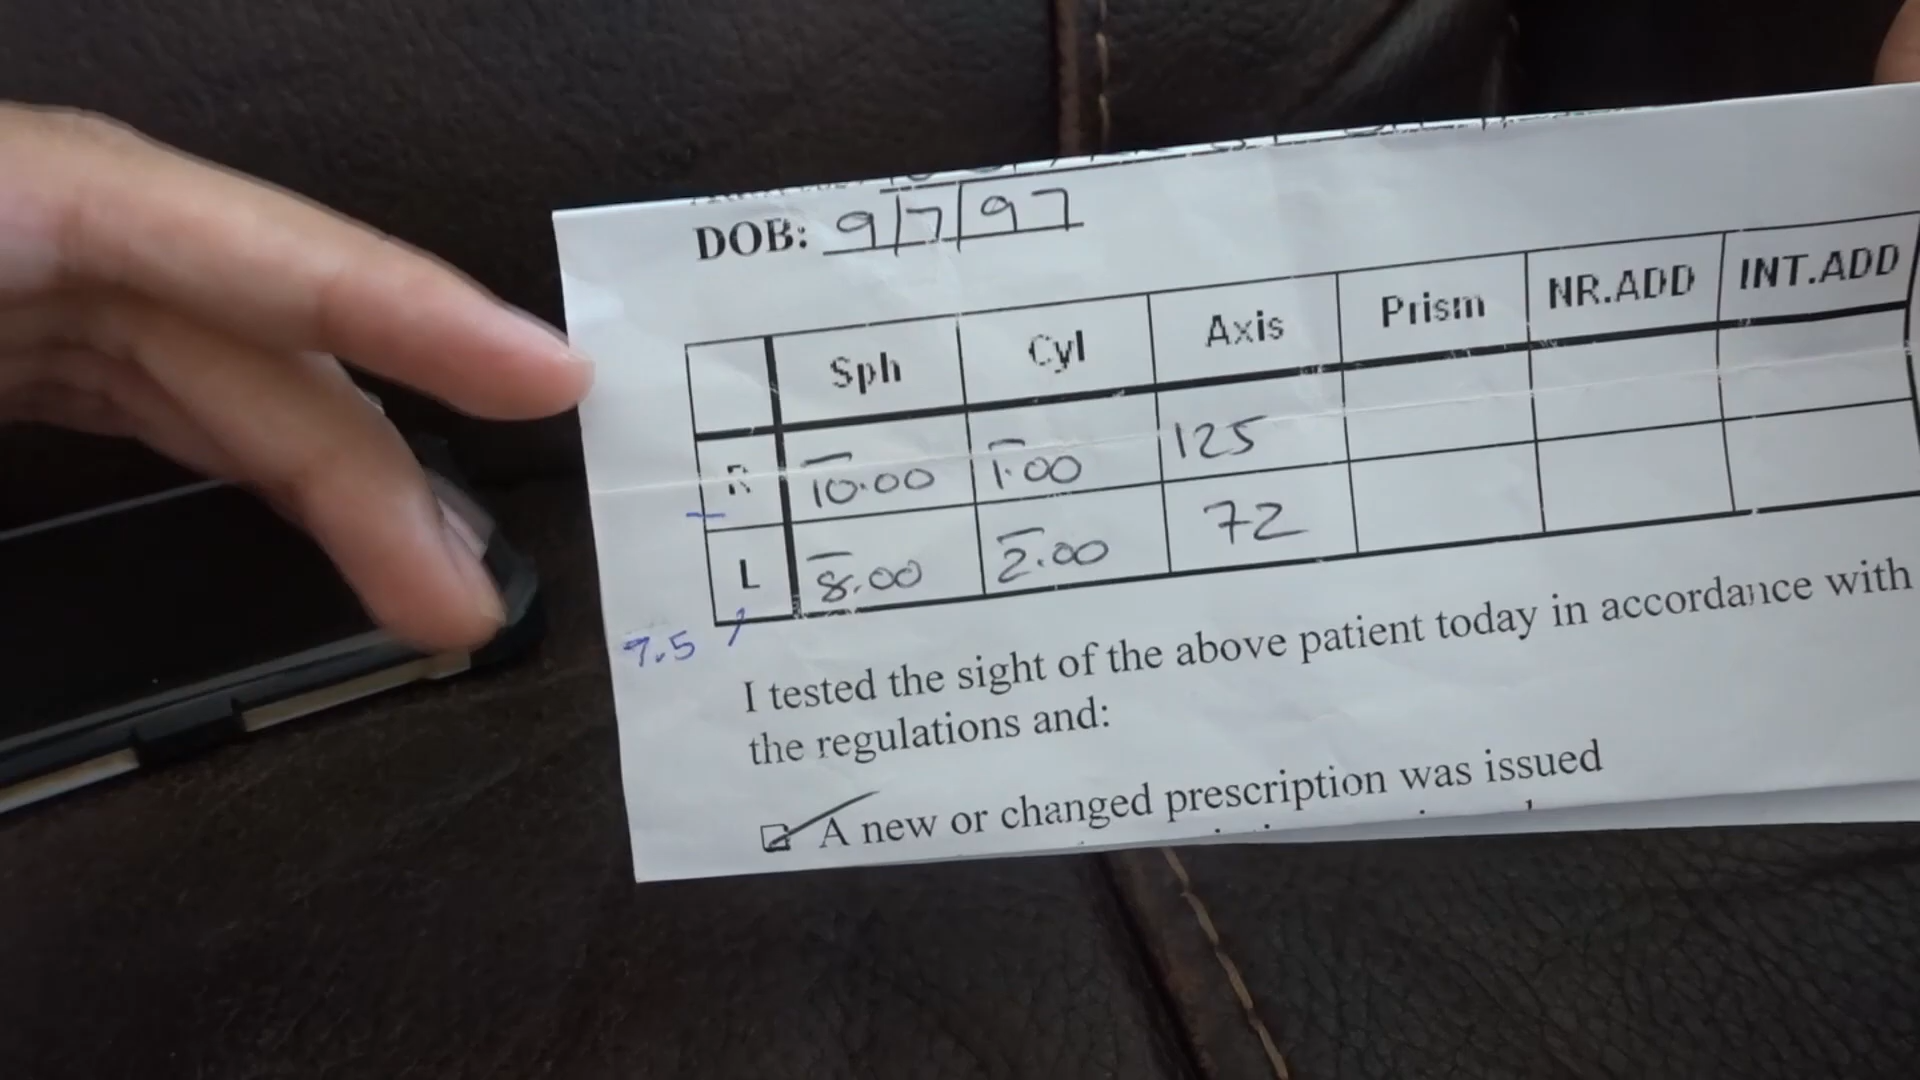 DOB: 9/7/97
Sph Cyl Axis Prism NR.ADD INT.ADD
R -10.00 -1.00 125
L -8.00 -2.00 72
7.5
I tested the sight of the above patient today in accordance with
the regulations and:
A new or changed prescription was issued